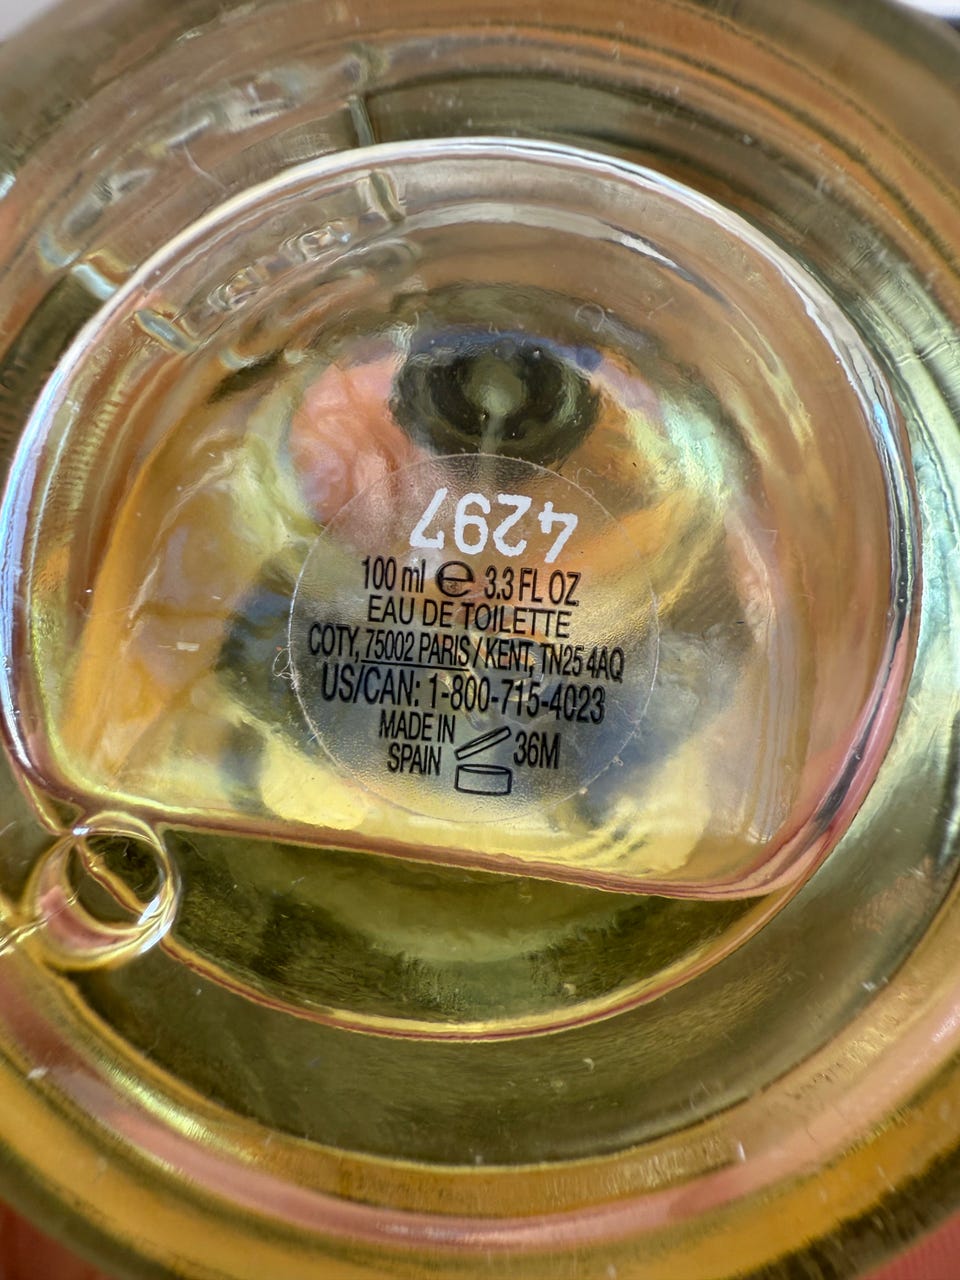 4297
100 ml e 3.3 FL OZ
EAU DE TOILETTE
COTY, 75002 PARIS / KENT, TN25 4AQ
US/CAN: 1-800-715-4023
MADE IN
SPAIN 36M